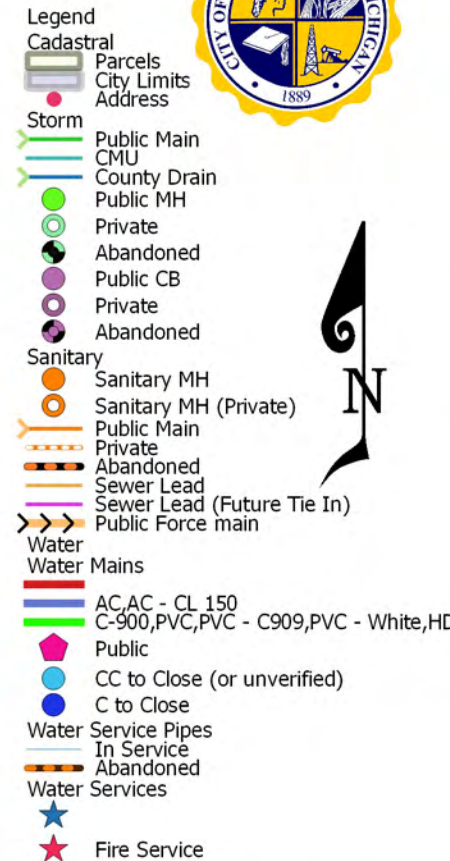 CITY OF
MICHIGAN
1889
Legend
Cadastral
Parcels
City Limits
Address
Storm
Public Main
CMU
County Drain
Public MH
Private
Abandoned
Public CB
Private
Abandoned
Sanitary
Sanitary MH
Sanitary MH (Private)
Public Main
Private
Abandoned
Sewer Lead
Sewer Lead (Future Tie In)
Public Force main
Water
Water Mains
AC,AC - CL 150
C-900,PVC,PVC - C909,PVC - White,HD
Public
CC to Close (or unverified)
C to Close
Water Service Pipes
In Service
Abandoned
Water Services
Fire Service
N